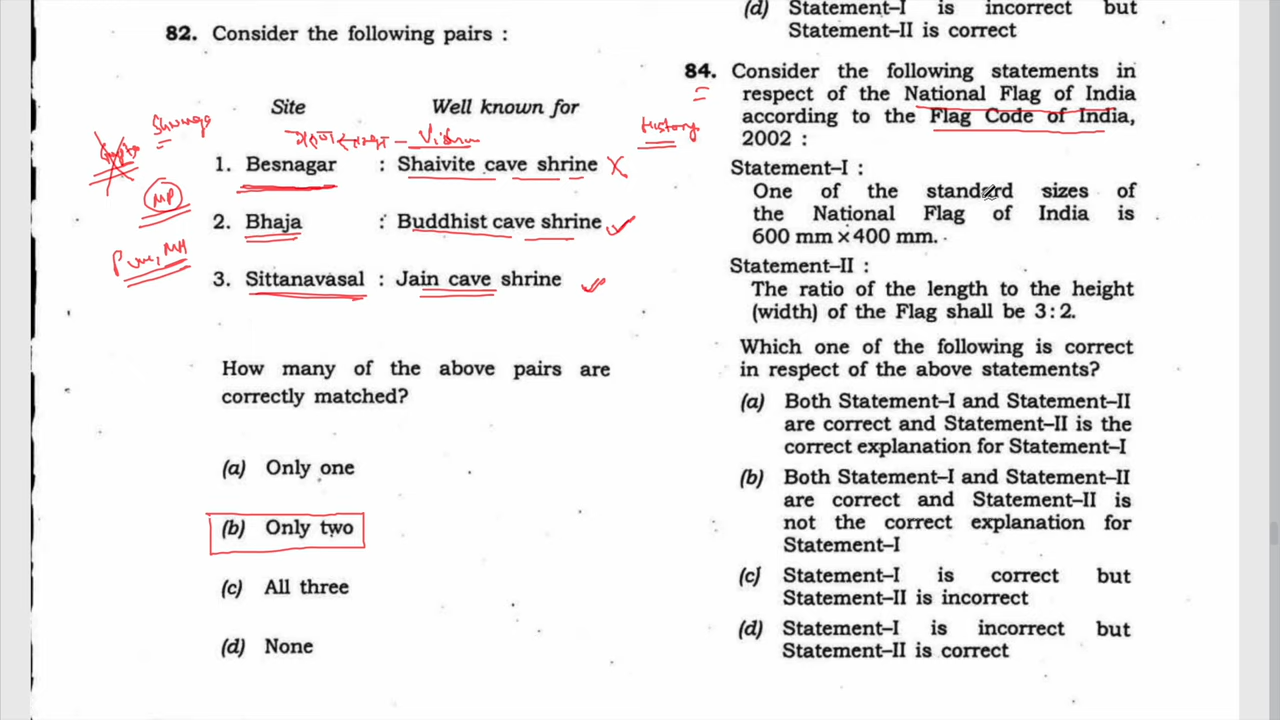 82. Consider the following pairs :
Site Well known for
Shunga
Vishnu
1. Besnagar : Shaivite cave shrine X
MP
2. Bhaja : Buddhist cave shrine ✓
Pune, MH
3. Sittanavasal : Jain cave shrine ✓
How many of the above pairs are
correctly matched?
(a) Only one
(b) Only two
(c) All three
(d) None
(d) Statement–I is incorrect but
Statement–II is correct
84. Consider the following statements in
respect of the National Flag of India
according to the Flag Code of India,
2002 :
History
Statement–I :
One of the standard sizes of
the National Flag of India is
600 mm × 400 mm.
Statement–II :
The ratio of the length to the height
(width) of the Flag shall be 3 : 2.
Which one of the following is correct
in respect of the above statements?
(a) Both Statement–I and Statement–II
are correct and Statement–II is the
correct explanation for Statement–I
(b) Both Statement–I and Statement–II
are correct and Statement–II is
not the correct explanation for
Statement–I
(c) Statement–I is correct but
Statement–II is incorrect
(d) Statement–I is incorrect but
Statement–II is correct